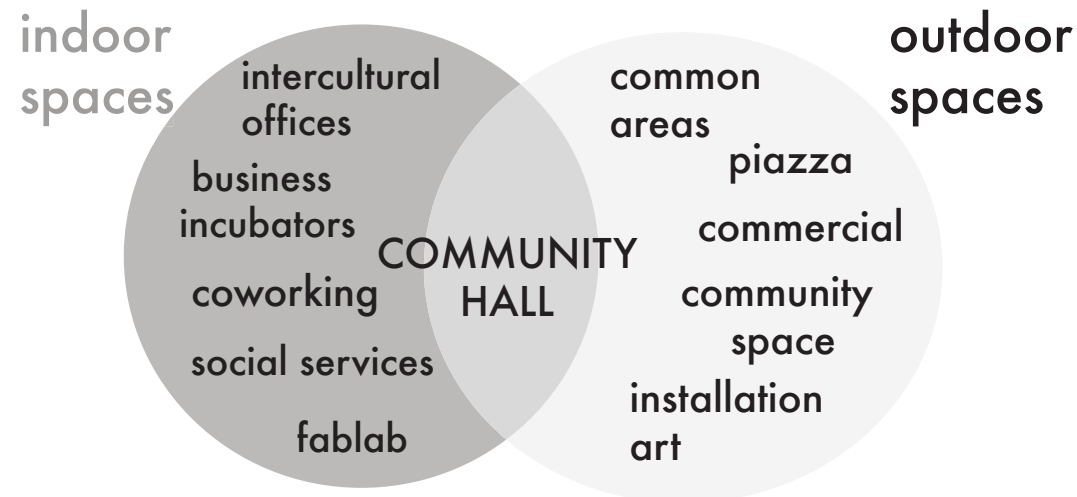 indoor
spaces
intercultural
offices
business
incubators
coworking
social services
fablab
COMMUNITY
HALL
common
areas
piazza
commercial
community
space
installation
art
outdoor
spaces